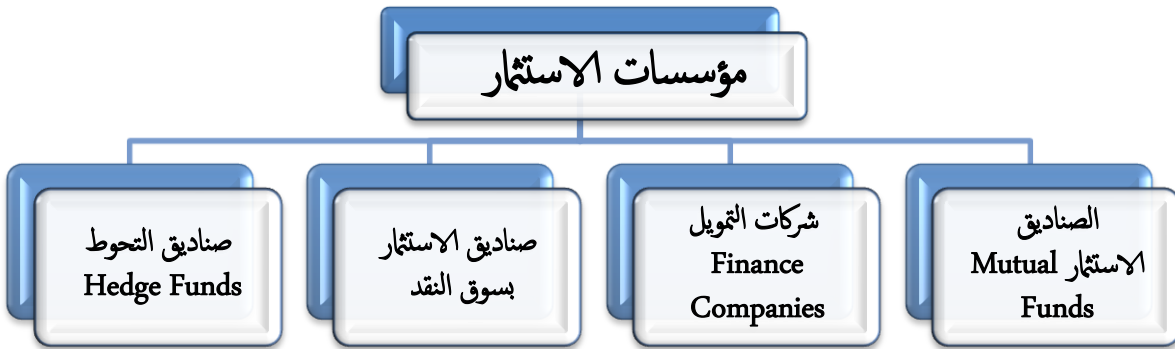 مؤسسات الاستثمار
الصناديق
الاستثمار Mutual
Funds
شركات التمويل
Finance
Companies
صناديق الاستثمار
بسوق النقد
صناديق التحوط
Hedge Funds